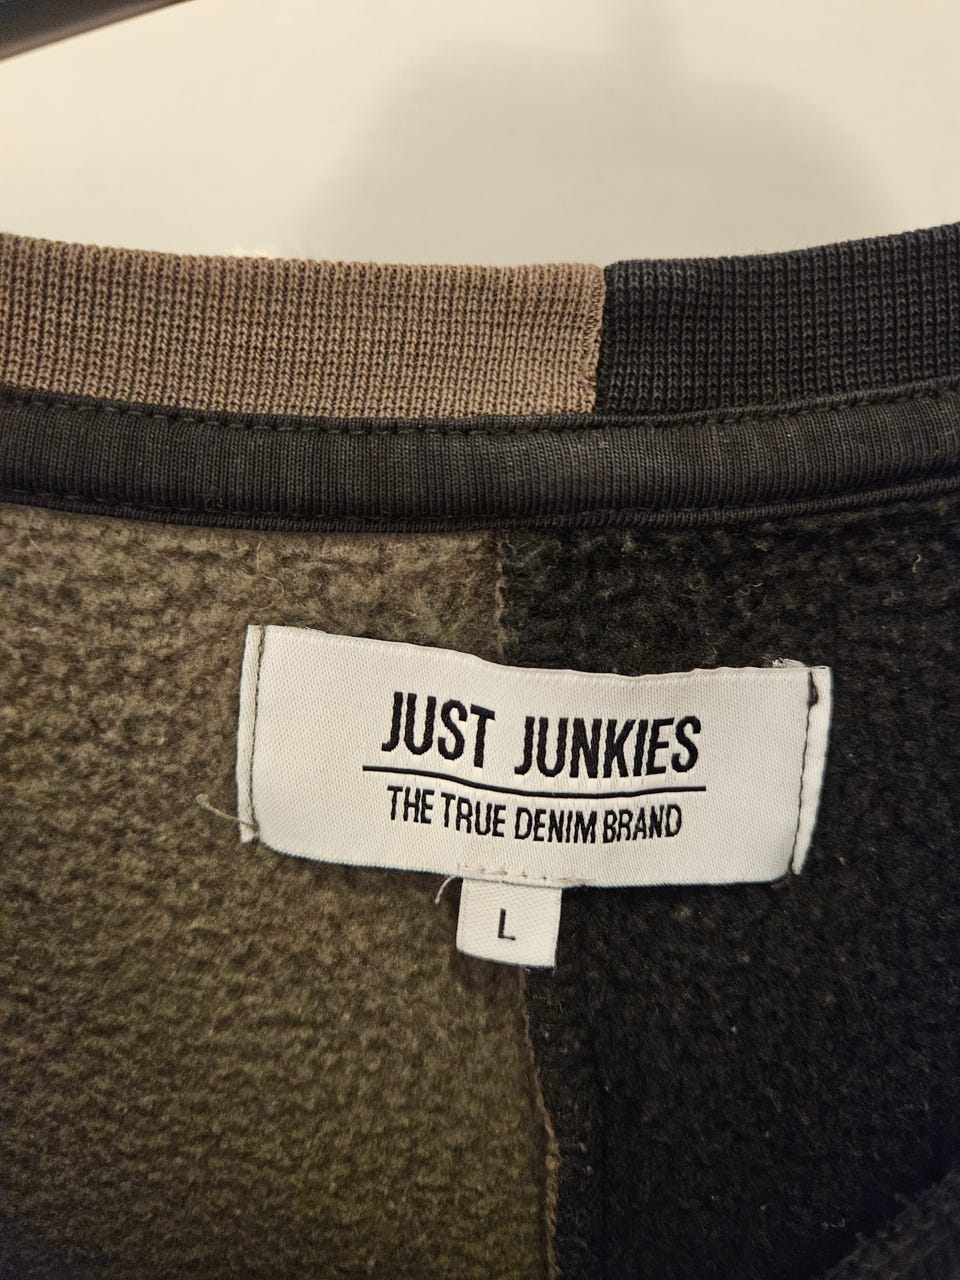 JUST JUNKIES
THE TRUE DENIM BRAND
L